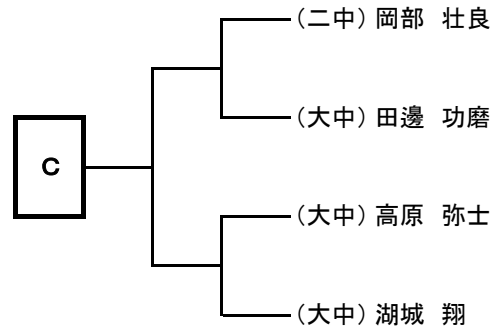 (二中) 岡部 壮良
(大中) 田邊 功磨
C
(大中) 高原 弥士
(大中) 湖城 翔